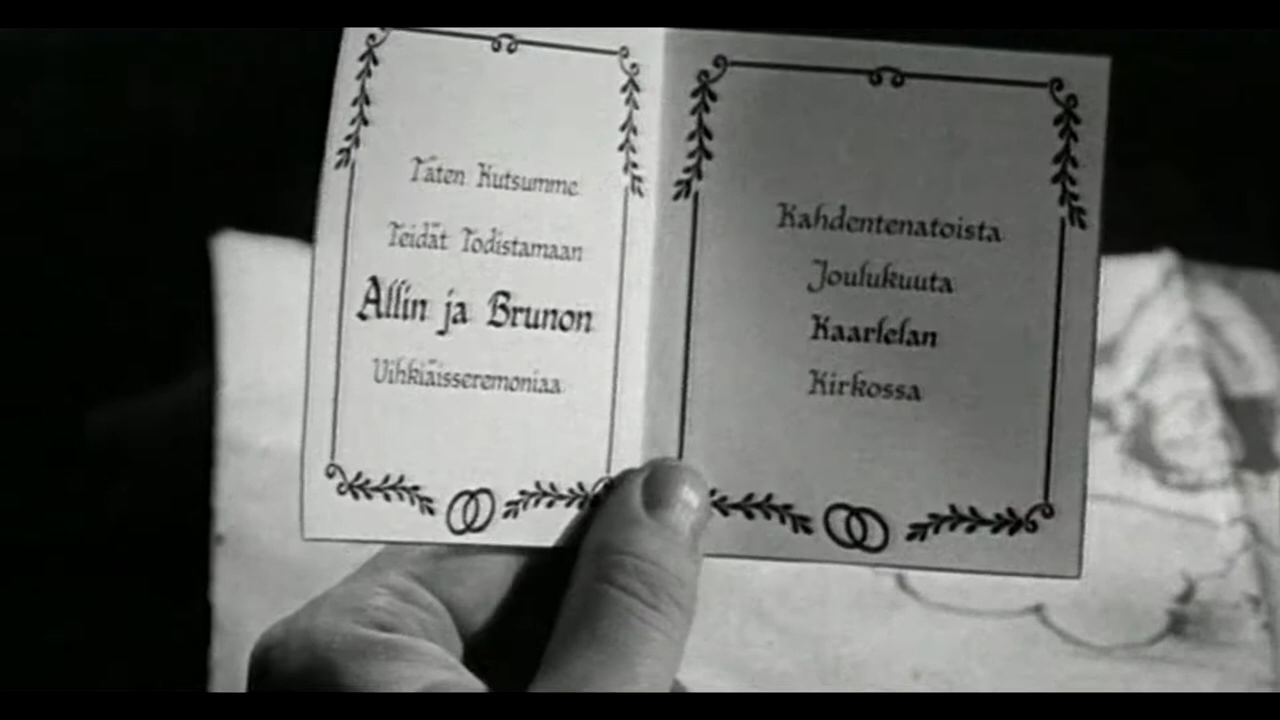 Täten Kutsumme
Teidät Todistamaan
Allin ja Brunon
Vihkiäisseremoniaa
Kahdentenatoista
Joulukuuta
Kaarlelan
Kirkossa